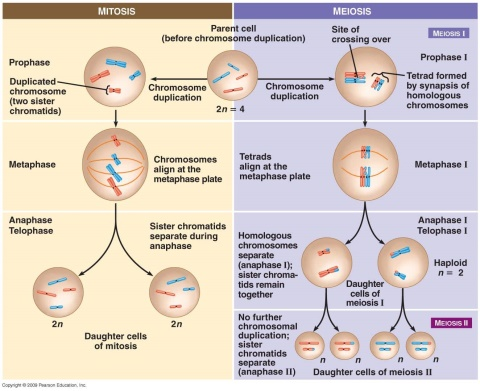 MITOSIS
MEIOSIS
Parent cell
(before chromosome duplication)
Site of
crossing over
MEIOSIS I
Prophase
Prophase I
Duplicated
chromosome
(two sister
chromatids)
Chromosome
duplication
2n = 4
Chromosome
duplication
Tetrad formed
by synapsis of
homologous
chromosomes
Metaphase
Chromosomes
align at the
metaphase plate
Tetrads
align at the
metaphase plate
Metaphase I
Anaphase
Telophase
Sister chromatids
separate during
anaphase
Anaphase I
Telophase I
Homologous
chromosomes
separate
(anaphase I);
sister chroma-
tids remain
together
Haploid
n = 2
Daughter
cells of
meiosis I
2n
2n
Daughter cells
of mitosis
MEIOSIS II
No further
chromosomal
duplication;
sister
chromatids
separate
(anaphase II)
n
n
n
n
Daughter cells of meiosis II
Copyright © 2009 Pearson Education, Inc.